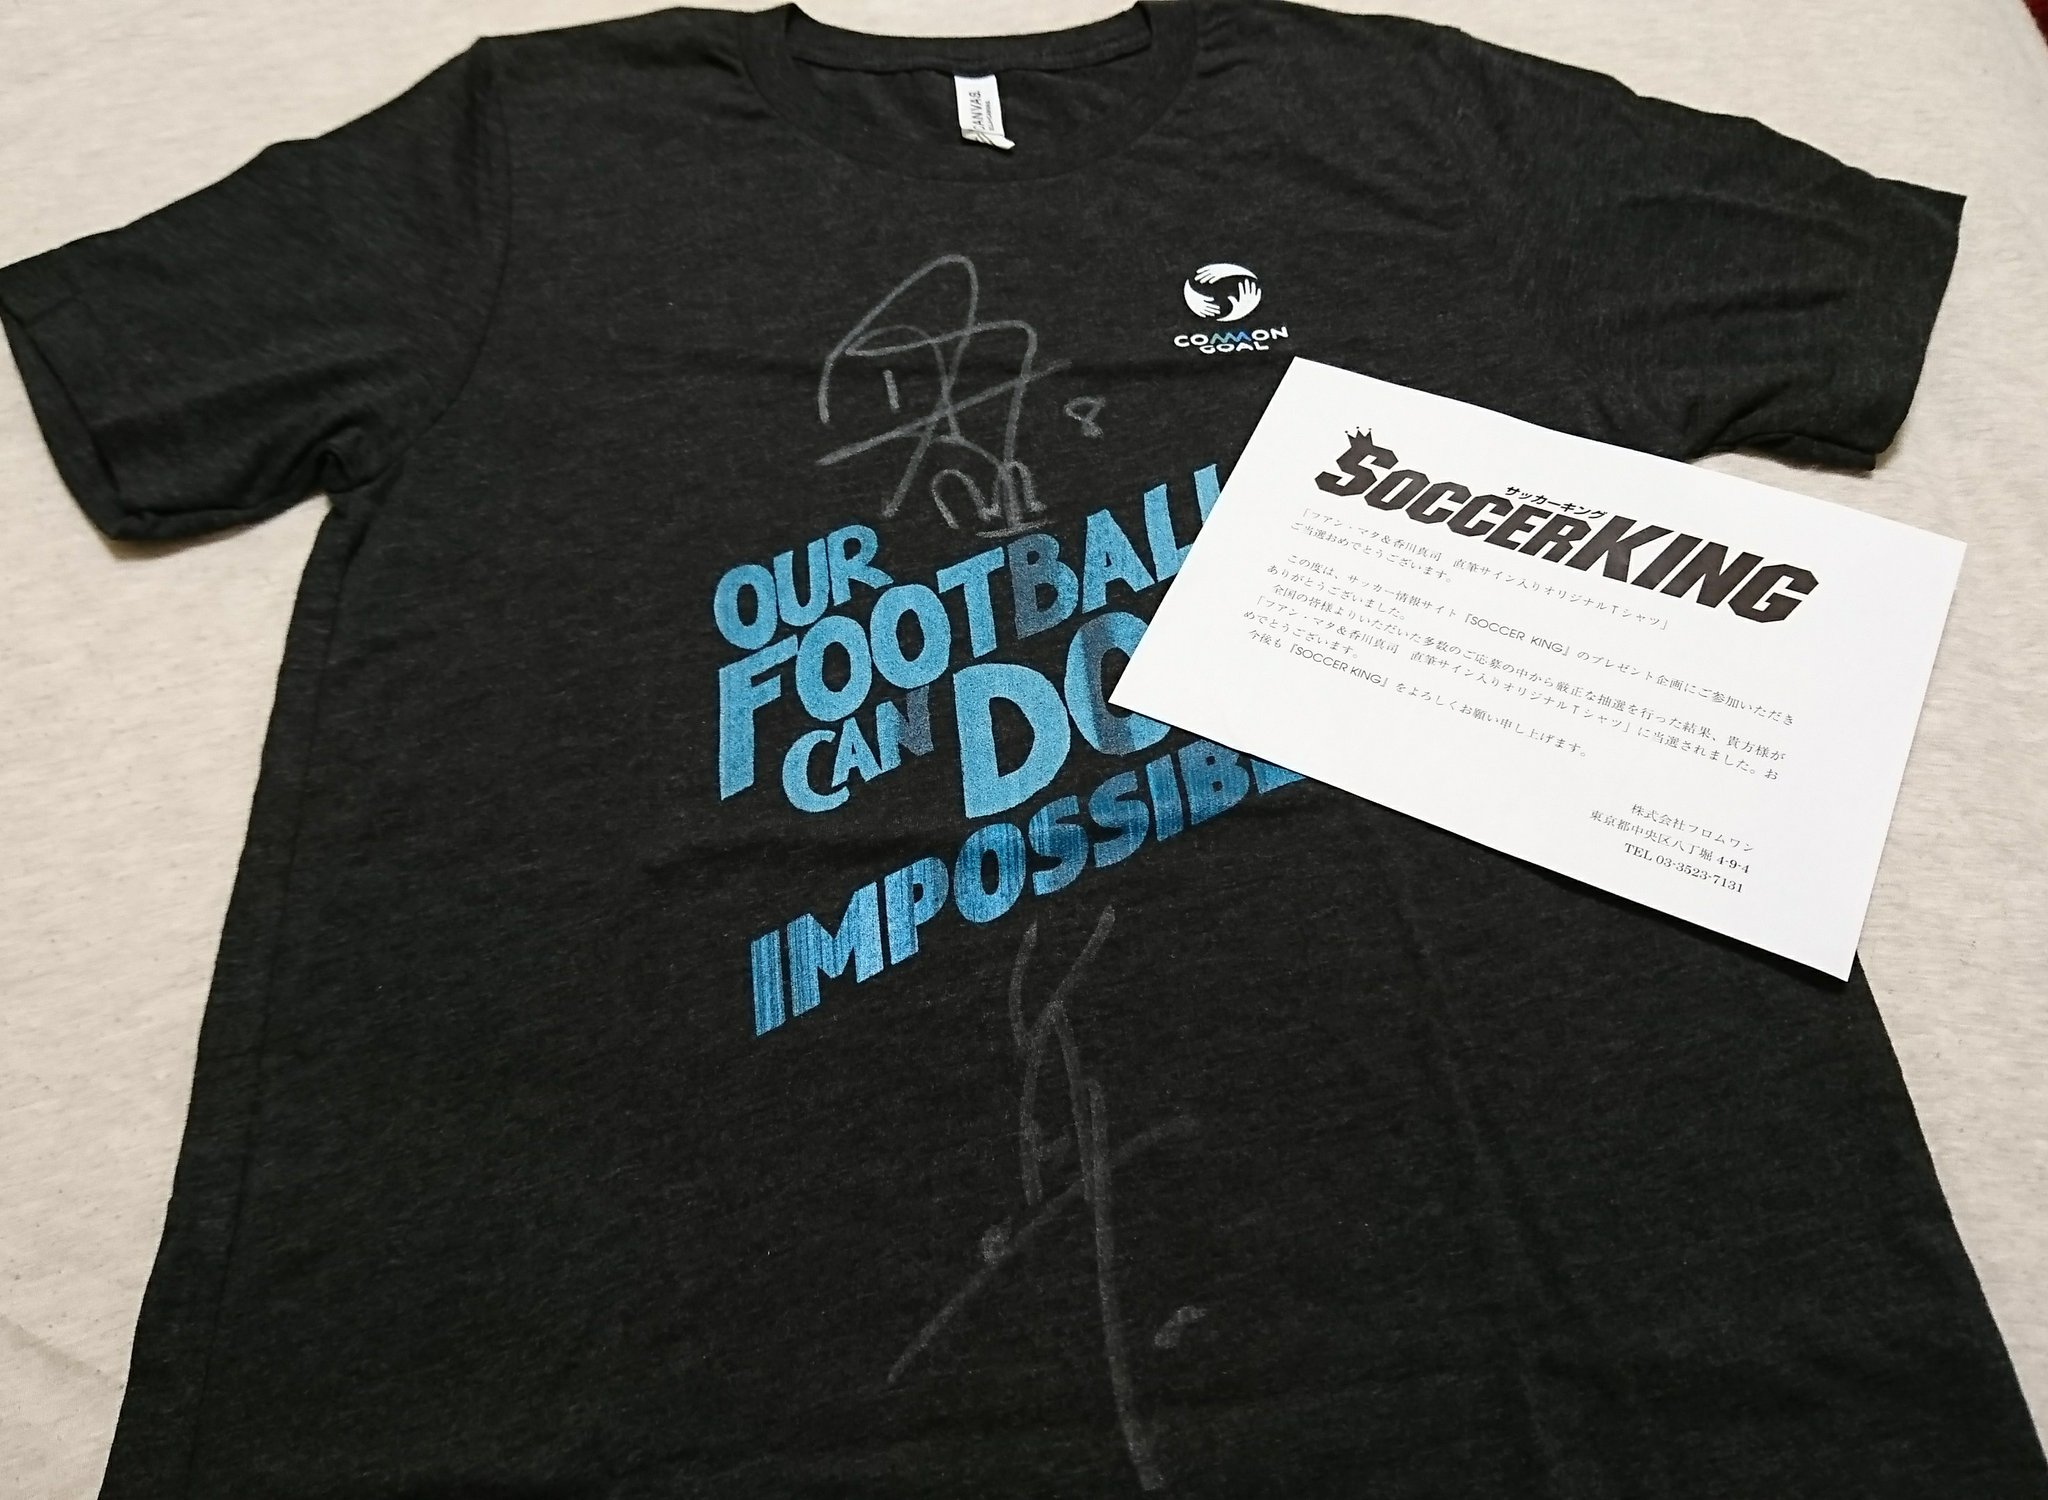 CANVAS.
COMMON
GOAL
8
OUR
FOOTBALL
CAN DO
IMPOSSIBLE
サッカーキング
SOCCERKING
「フアン・マタ&香川真司　直筆サイン入りオリジナルTシャツ」
ご当選おめでとうございます。
この度は、サッカー情報サイト『SOCCER KING』のプレゼント企画にご参加いただき
ありがとうございました。
全国の皆様よりいただいた多数のご応募の中から厳正な抽選を行った結果、貴方様が
「フアン・マタ&香川真司　直筆サイン入りオリジナルTシャツ」に当選されました。お
めでとうございます。
今後も『SOCCER KING』をよろしくお願い申し上げます。
株式会社フロムワン
東京都中央区八丁堀 4-9-4
TEL 03-3523-7131